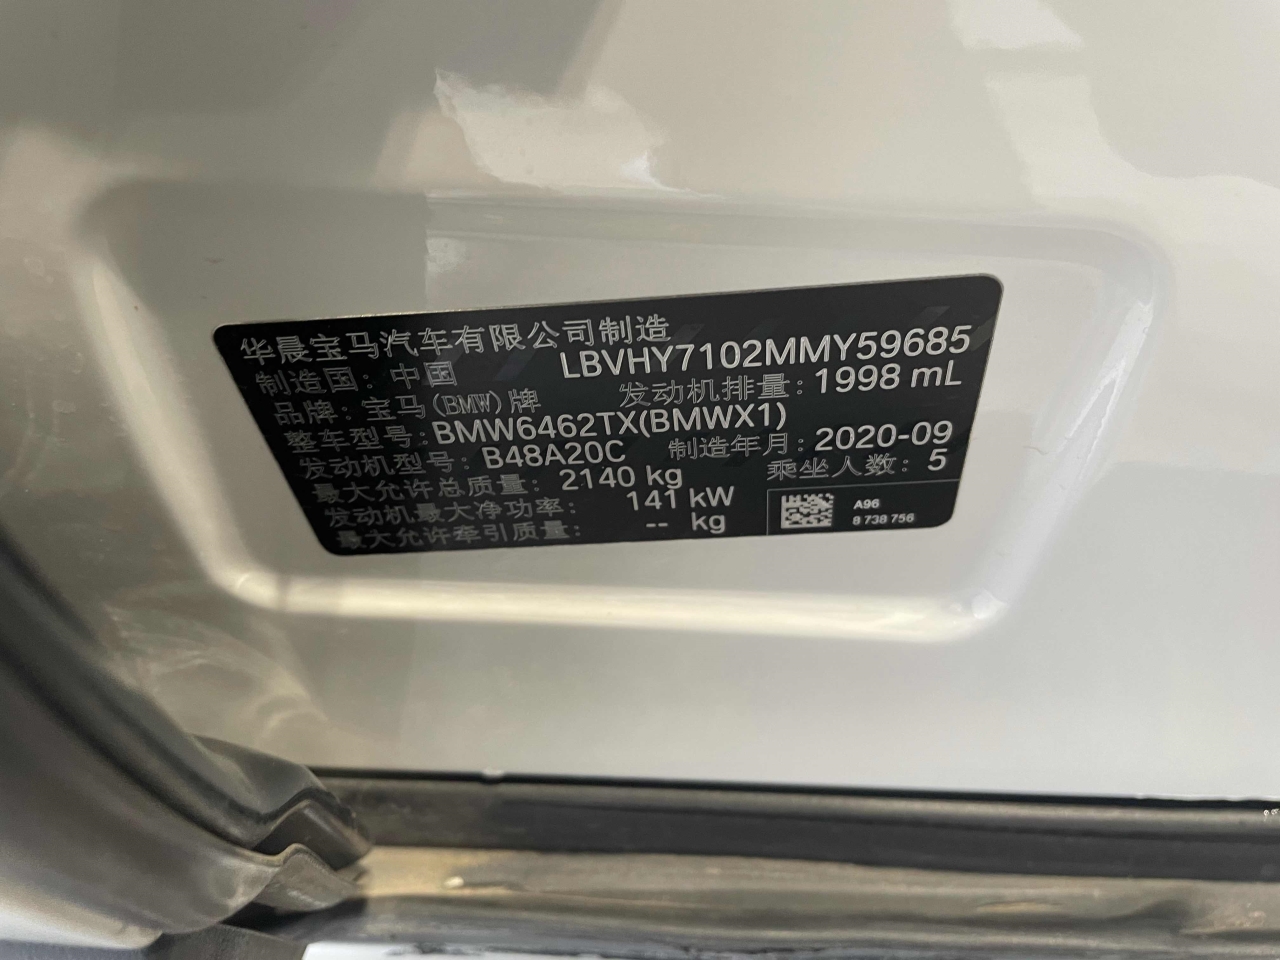 华晨宝马汽车有限公司制造
制造国: 中国 LBVHY7102MMY59685
品牌: 宝马(BMW)牌 发动机排量: 1998 mL
整车型号: BMW6462TX(BMWX1)
发动机型号: B48A20C 制造年月: 2020-09
最大允许总质量: 2140 kg 乘坐人数: 5
发动机最大净功率: 141 kW
最大允许牵引质量: -- kg
A96
8 738 756